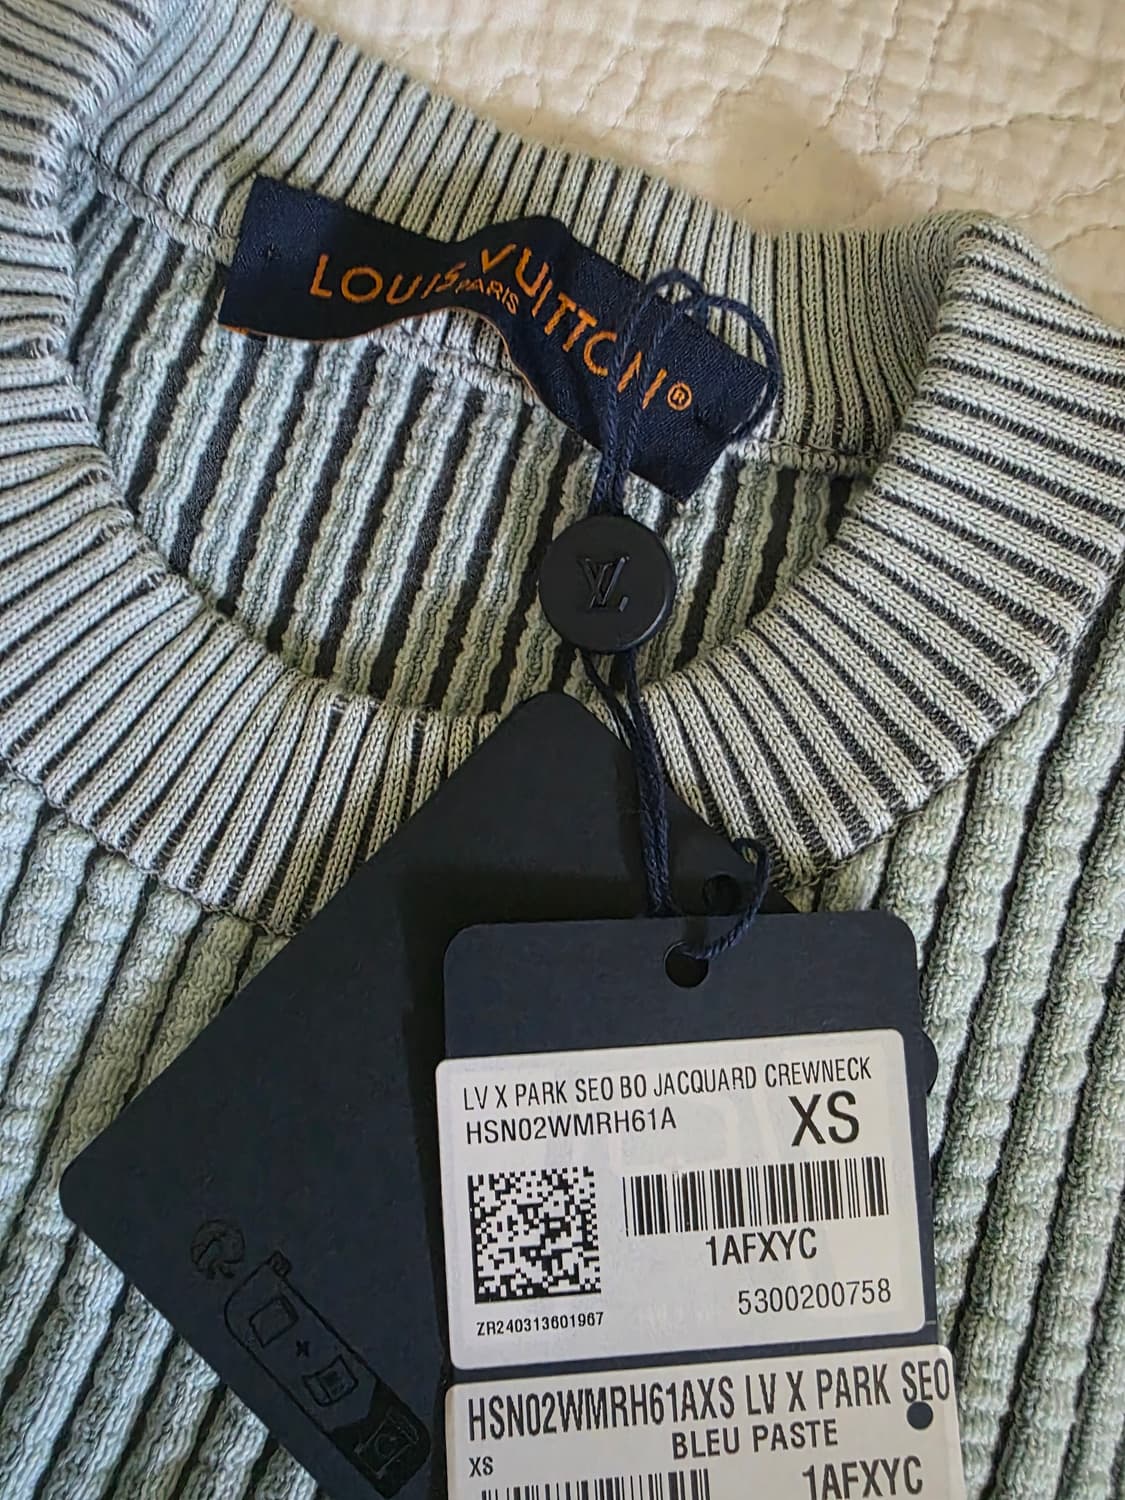 LOUIS VUITTON®
PARIS
LV
LV X PARK SEO BO JACQUARD CREWNECK
HSN02WMRH61A
XS
1AFXYC
5300200758
ZR240313601967
HSN02WMRH61AXS LV X PARK SEO
BLEU PASTE
XS
1AFXYC